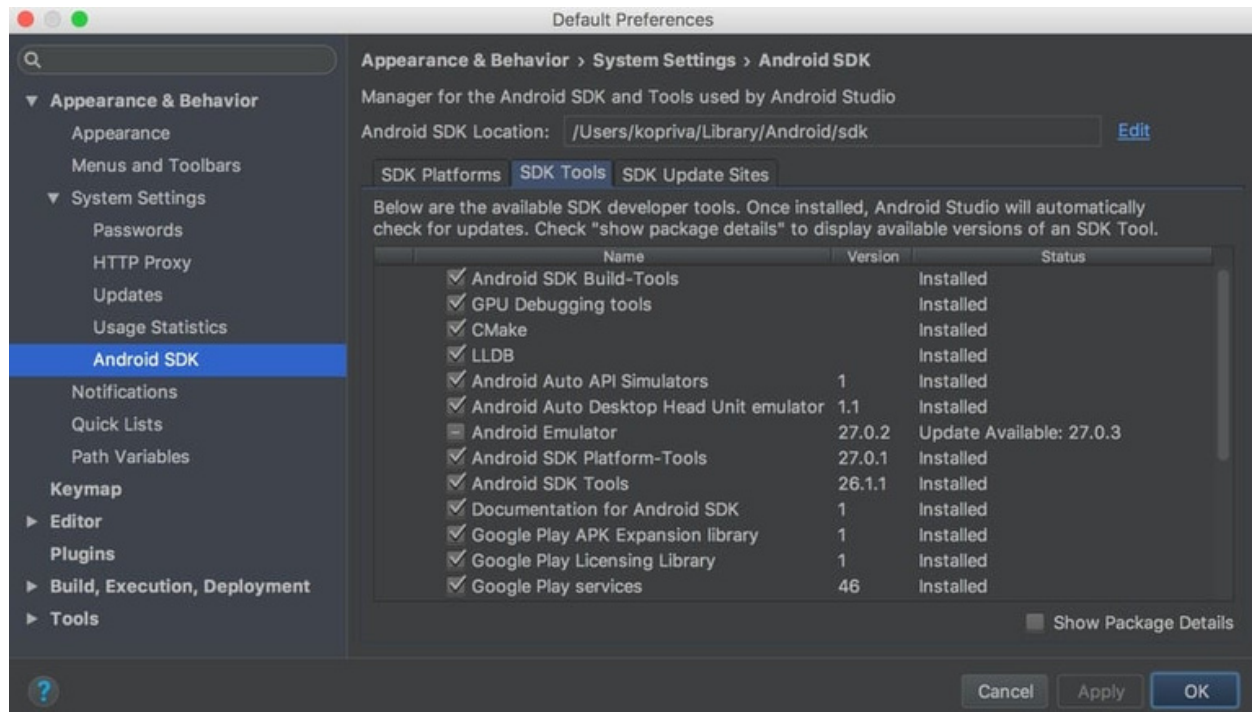 Default Preferences
Appearance & Behavior
Appearance
Menus and Toolbars
System Settings
Passwords
HTTP Proxy
Updates
Usage Statistics
Android SDK
Notifications
Quick Lists
Path Variables
Keymap
Editor
Plugins
Build, Execution, Deployment
Tools
Appearance & Behavior › System Settings › Android SDK
Manager for the Android SDK and Tools used by Android Studio
Android SDK Location: /Users/kopriva/Library/Android/sdk Edit
SDK Platforms SDK Tools SDK Update Sites
Below are the available SDK developer tools. Once installed, Android Studio will automatically
check for updates. Check "show package details" to display available versions of an SDK Tool.
Name Version Status
Android SDK Build-Tools Installed
GPU Debugging tools Installed
CMake Installed
LLDB Installed
Android Auto API Simulators 1 Installed
Android Auto Desktop Head Unit emulator 1.1 Installed
Android Emulator 27.0.2 Update Available: 27.0.3
Android SDK Platform-Tools 27.0.1 Installed
Android SDK Tools 26.1.1 Installed
Documentation for Android SDK 1 Installed
Google Play APK Expansion library 1 Installed
Google Play Licensing Library 1 Installed
Google Play services 46 Installed
Show Package Details
? Cancel Apply OK